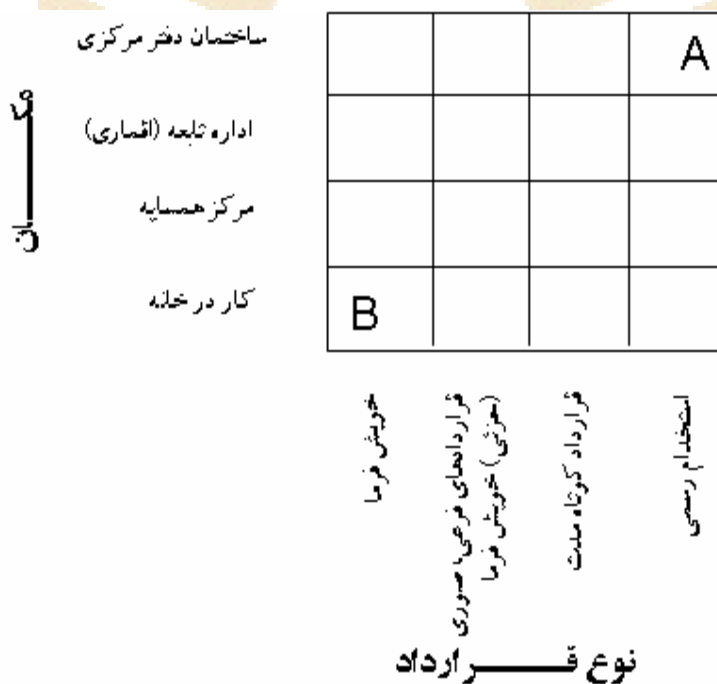 ساختمان دفتر مرکزی
A
اداره تابعه (اقماری)
مرکز همسایه
کار در خانه
B
مکـــــان
خویش فرما
قراردادهای فرعی، صوری
(جزئی) خویش فرما
قرارداد کوتاه مدت
استخدام رسمی
نوع قـــــرارداد